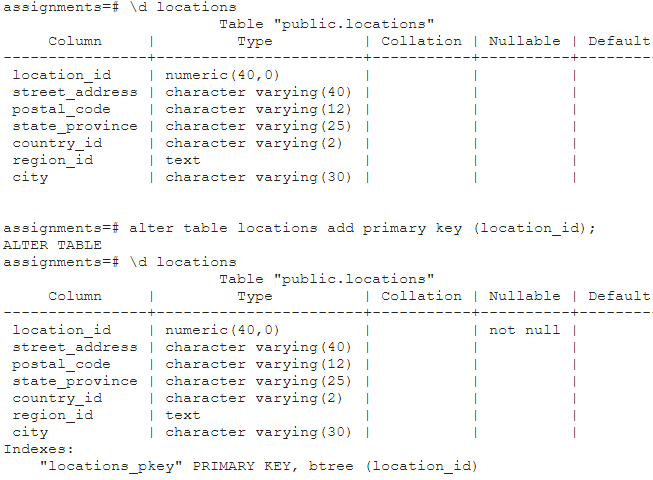 assignments=# \d locations
                           Table "public.locations"
     Column     |         Type          | Collation | Nullable | Default
----------------+-----------------------+-----------+----------+--------
 location_id    | numeric(40,0)         |           |          |
 street_address | character varying(40) |           |          |
 postal_code    | character varying(12) |           |          |
 state_province | character varying(25) |           |          |
 country_id     | character varying(2)  |           |          |
 region_id      | text                  |           |          |
 city           | character varying(30) |           |          |
assignments=# alter table locations add primary key (location_id);
ALTER TABLE
assignments=# \d locations
                           Table "public.locations"
     Column     |         Type          | Collation | Nullable | Default
----------------+-----------------------+-----------+----------+--------
 location_id    | numeric(40,0)         |           | not null |
 street_address | character varying(40) |           |          |
 postal_code    | character varying(12) |           |          |
 state_province | character varying(25) |           |          |
 country_id     | character varying(2)  |           |          |
 region_id      | text                  |           |          |
 city           | character varying(30) |           |          |
Indexes:
    "locations_pkey" PRIMARY KEY, btree (location_id)